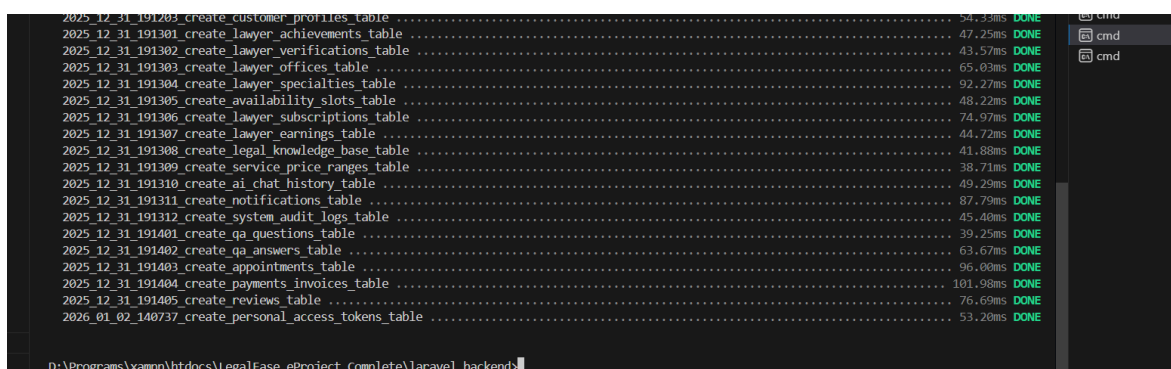 2025_12_31_191203_create_customer_profiles_table ........ 54.33ms DONE
2025_12_31_191301_create_lawyer_achievements_table ........ 47.25ms DONE
2025_12_31_191302_create_lawyer_verifications_table ........ 43.57ms DONE
2025_12_31_191303_create_lawyer_offices_table ........ 65.03ms DONE
2025_12_31_191304_create_lawyer_specialties_table ........ 92.27ms DONE
2025_12_31_191305_create_availability_slots_table ........ 48.22ms DONE
2025_12_31_191306_create_lawyer_subscriptions_table ........ 74.97ms DONE
2025_12_31_191307_create_lawyer_earnings_table ........ 44.72ms DONE
2025_12_31_191308_create_legal_knowledge_base_table ........ 41.88ms DONE
2025_12_31_191309_create_service_price_ranges_table ........ 38.71ms DONE
2025_12_31_191310_create_ai_chat_history_table ........ 49.29ms DONE
2025_12_31_191311_create_notifications_table ........ 87.79ms DONE
2025_12_31_191312_create_system_audit_logs_table ........ 45.40ms DONE
2025_12_31_191401_create_qa_questions_table ........ 39.25ms DONE
2025_12_31_191402_create_qa_answers_table ........ 63.67ms DONE
2025_12_31_191403_create_appointments_table ........ 96.00ms DONE
2025_12_31_191404_create_payments_invoices_table ........ 101.98ms DONE
2025_12_31_191405_create_reviews_table ........ 76.69ms DONE
2026_01_02_140737_create_personal_access_tokens_table ........ 53.20ms DONE
D:\Programs\xampp\htdocs\LegalEase_eProject_Complete\laravel_backend>
cmd
cmd
cmd